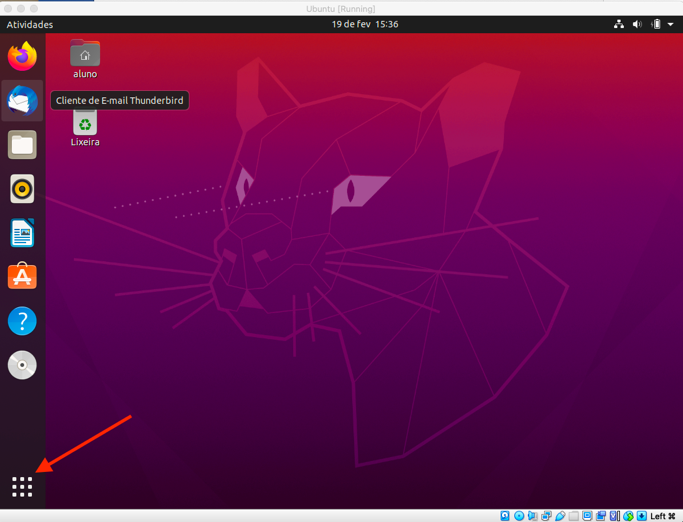 Ubuntu [Running]
Atividades
19 de fev 15:36
aluno
Cliente de E-mail Thunderbird
Lixeira
Left ⌘